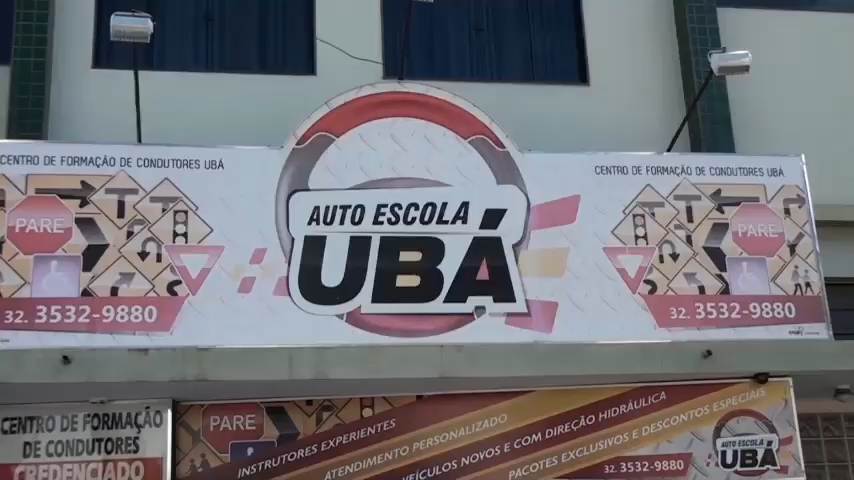 CENTRO DE FORMAÇÃO DE CONDUTORES UBÁ
CENTRO DE FORMAÇÃO DE CONDUTORES UBÁ
PARE
AUTO ESCOLA
UBÁ
PARE
32. 3532-9880
32. 3532-9880
CENTRO DE FORMAÇÃO
DE CONDUTORES
CREDENCIADO
PARE
INSTRUTORES EXPERIENTES
ATENDIMENTO PERSONALIZADO
VEÍCULOS NOVOS E COM DIREÇÃO HIDRÁULICA
PACOTES EXCLUSIVOS E DESCONTOS ESPECIAIS
32. 3532-9880
AUTO ESCOLA
UBÁ